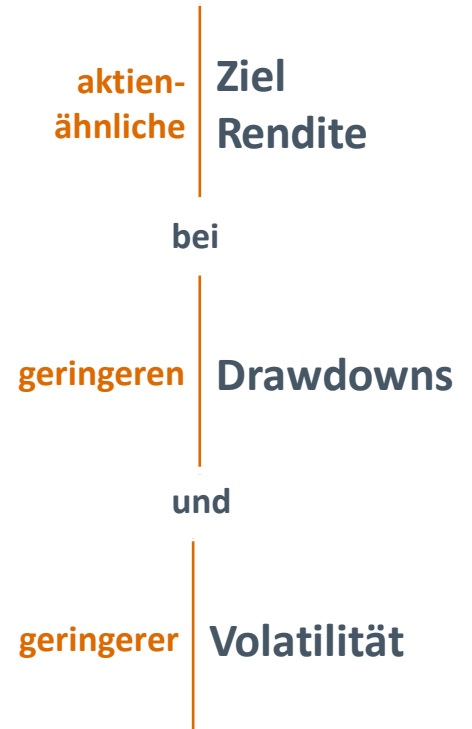 aktien-
ähnliche
Ziel
Rendite
bei
geringeren Drawdowns
und
geringerer Volatilität